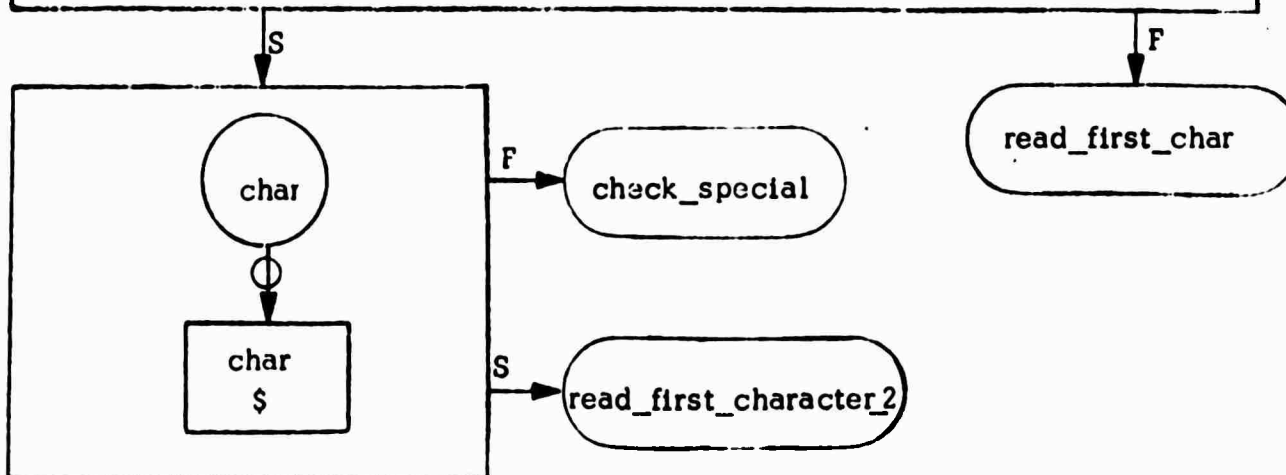 S
F
read_first_char
char
F
check_special
char
$
S
read_first_character_2